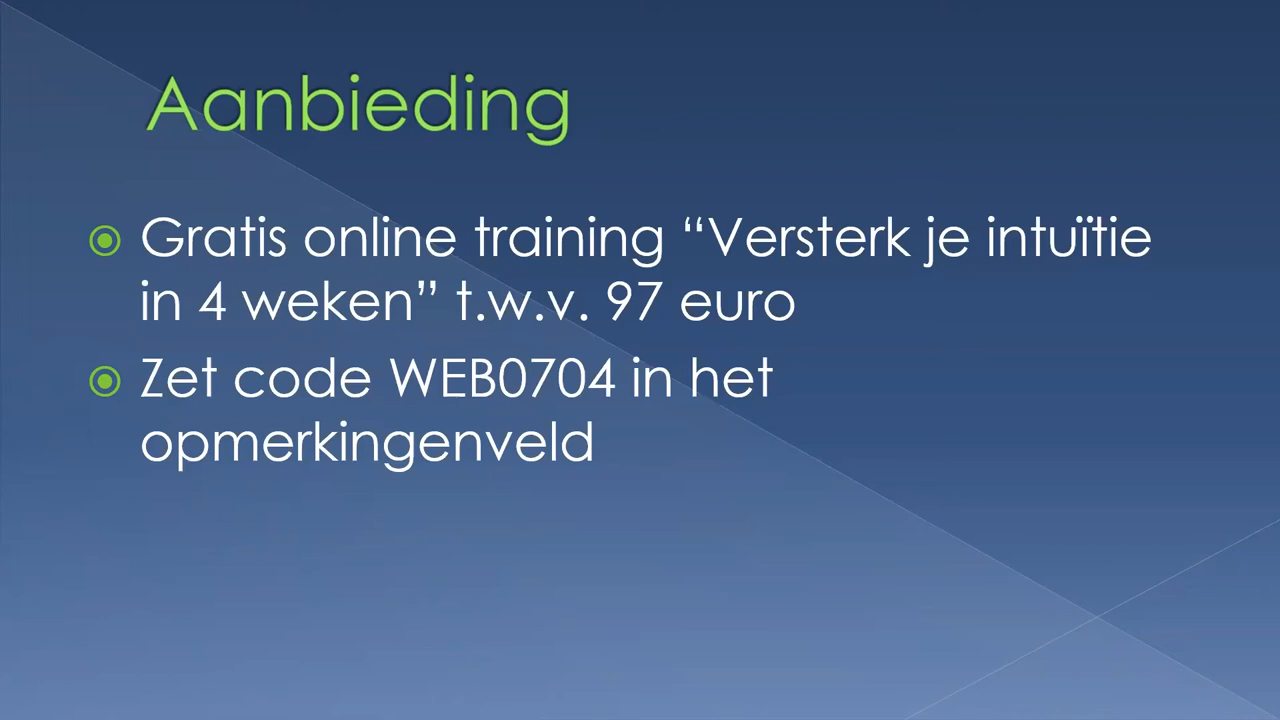 Aanbieding
Gratis online training “Versterk je intuïtie
in 4 weken” t.w.v. 97 euro
Zet code WEB0704 in het
opmerkingenveld